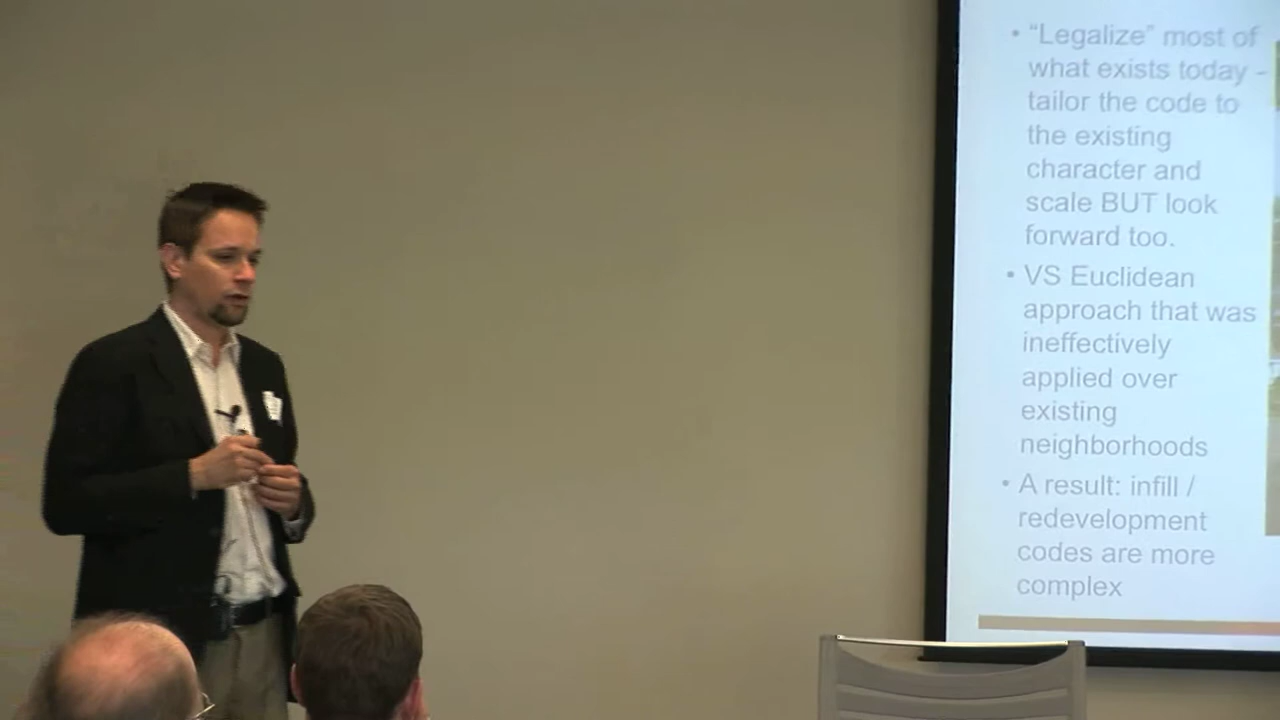 • “Legalize” most of
what exists today -
tailor the code to
the existing
character and
scale BUT look
forward too.
• VS Euclidean
approach that was
ineffectively
applied over
existing
neighborhoods
• A result: infill /
redevelopment
codes are more
complex